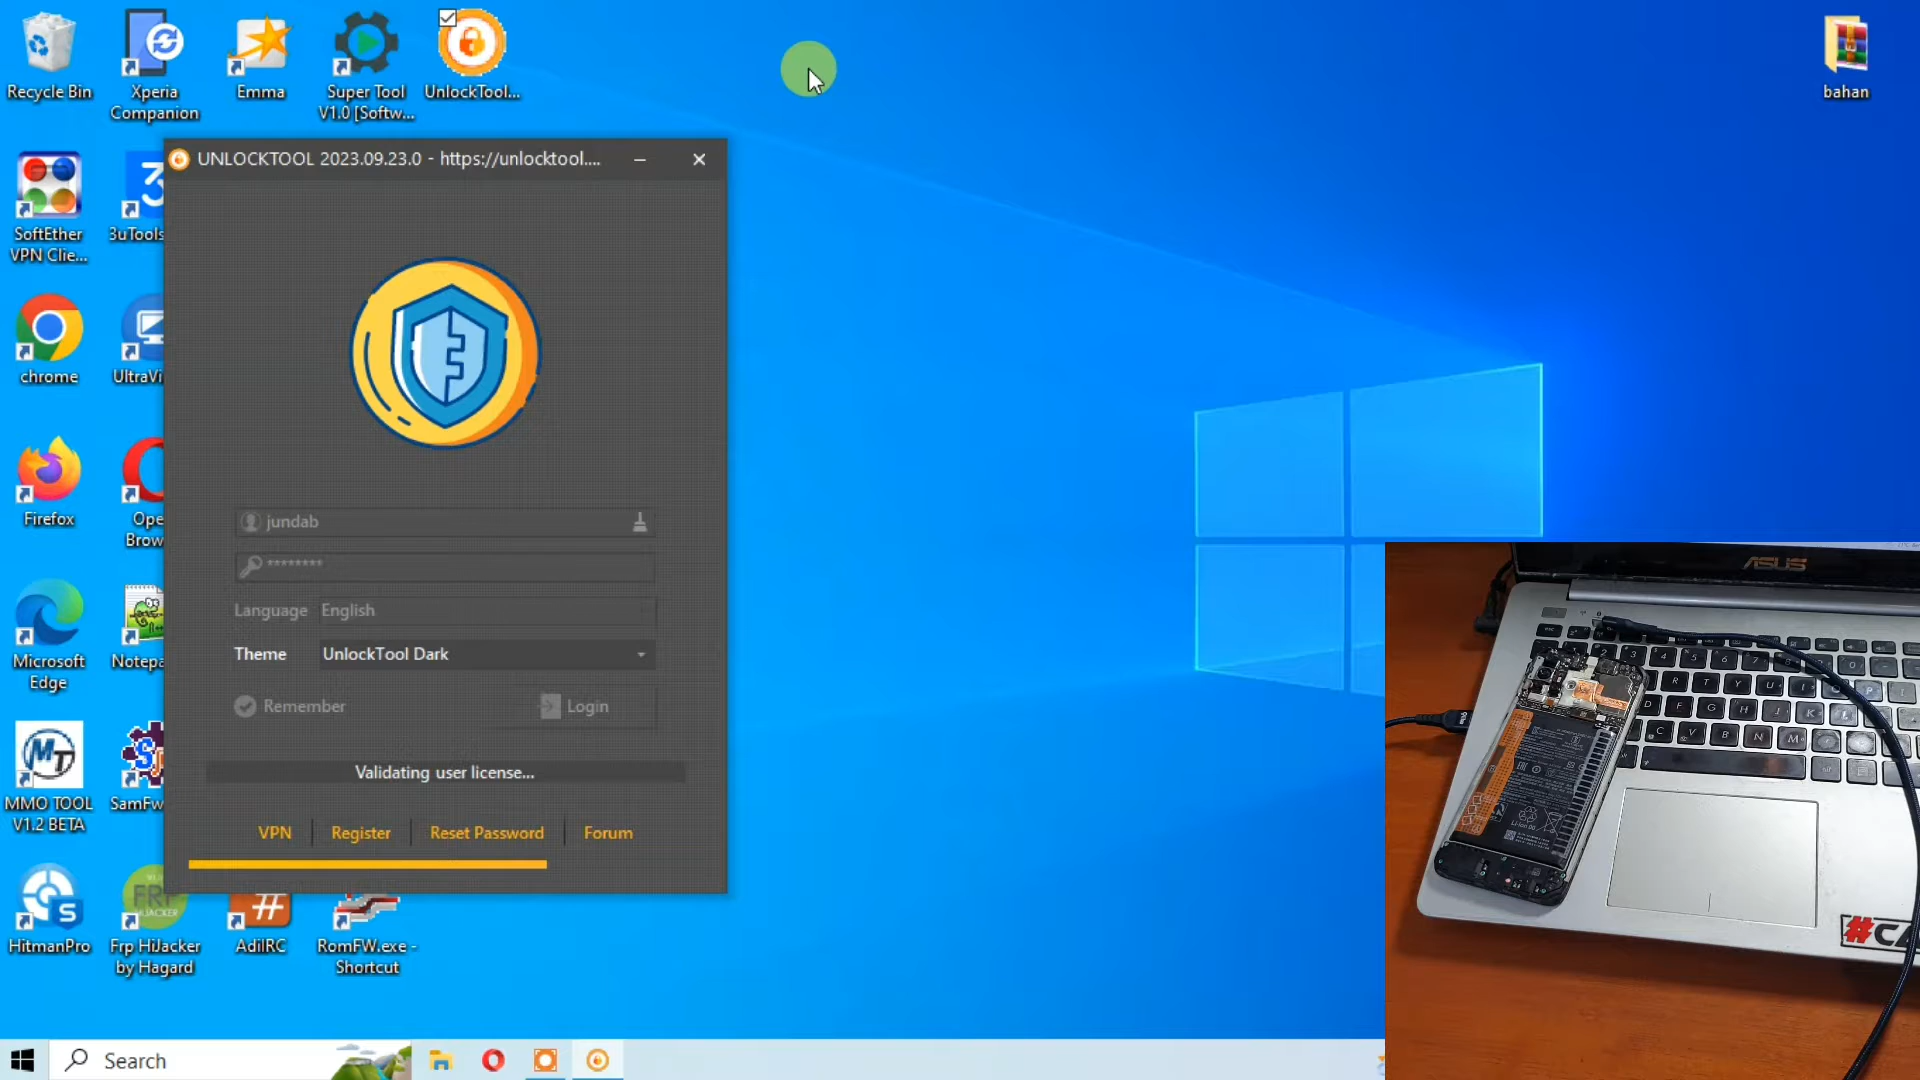 Recycle Bin
Xperia
Companion
Emma
Super Tool
V1.0 [Softw...
UnlockTool...
bahan
UNLOCKTOOL 2023.09.23.0 - https://unlocktool....
SoftEther
VPN Clie...
3uTools
chrome
UltraVi
Firefox
Ope
Brow
Microsoft
Edge
Notepa
MMO TOOL
V1.2 BETA
SamFw
HitmanPro
Frp HiJacker
by Hagard
AdiIRC
RomFW.exe -
Shortcut
jundab
********
Language English
Theme UnlockTool Dark
Remember Login
Validating user license...
VPN Register Reset Password Forum
FRP
Search
ASUS
#CA